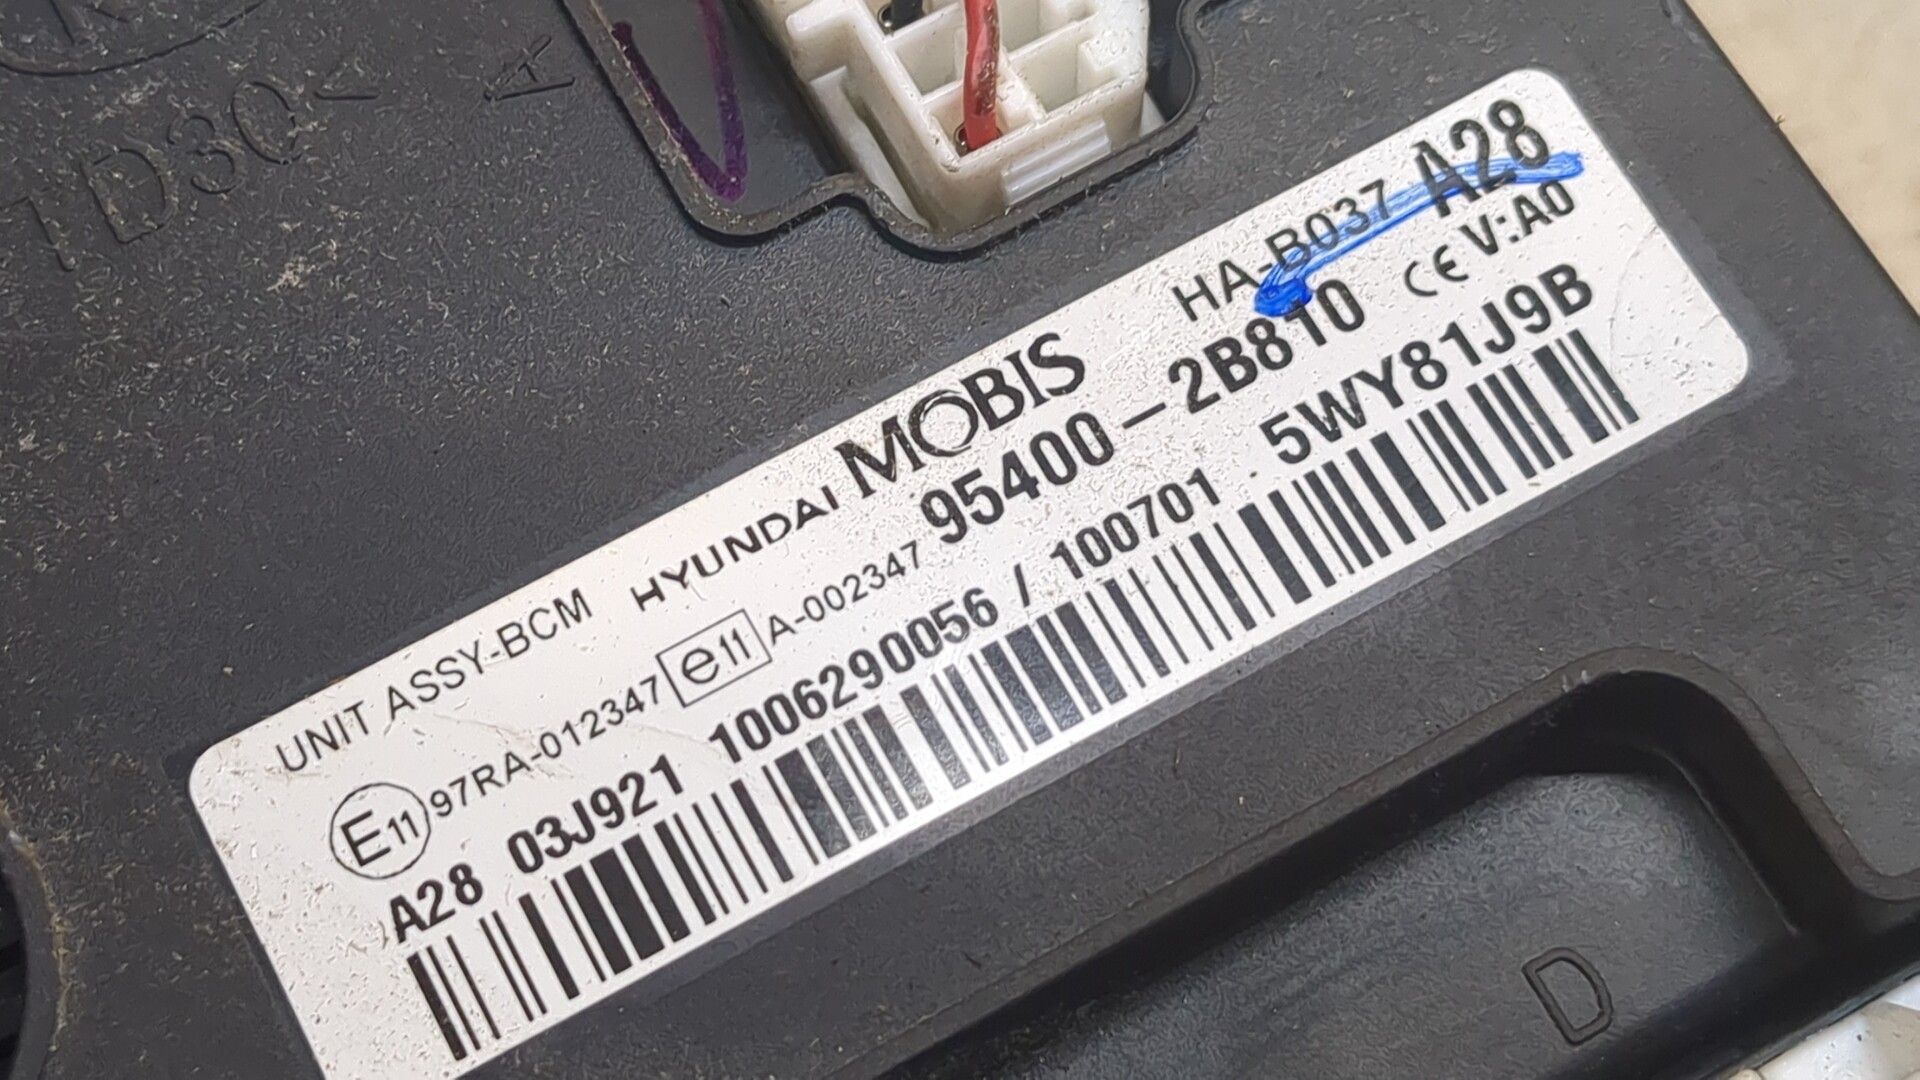 1D30
A
HA-B037 A28
UNIT ASSY-BCM HYUNDAI MOBIS 95400-2B810 CE V:A0
E11 97RA-012347 e11 A-002347
A28 03J921 1006290056 / 100701 5WY81J9B
D